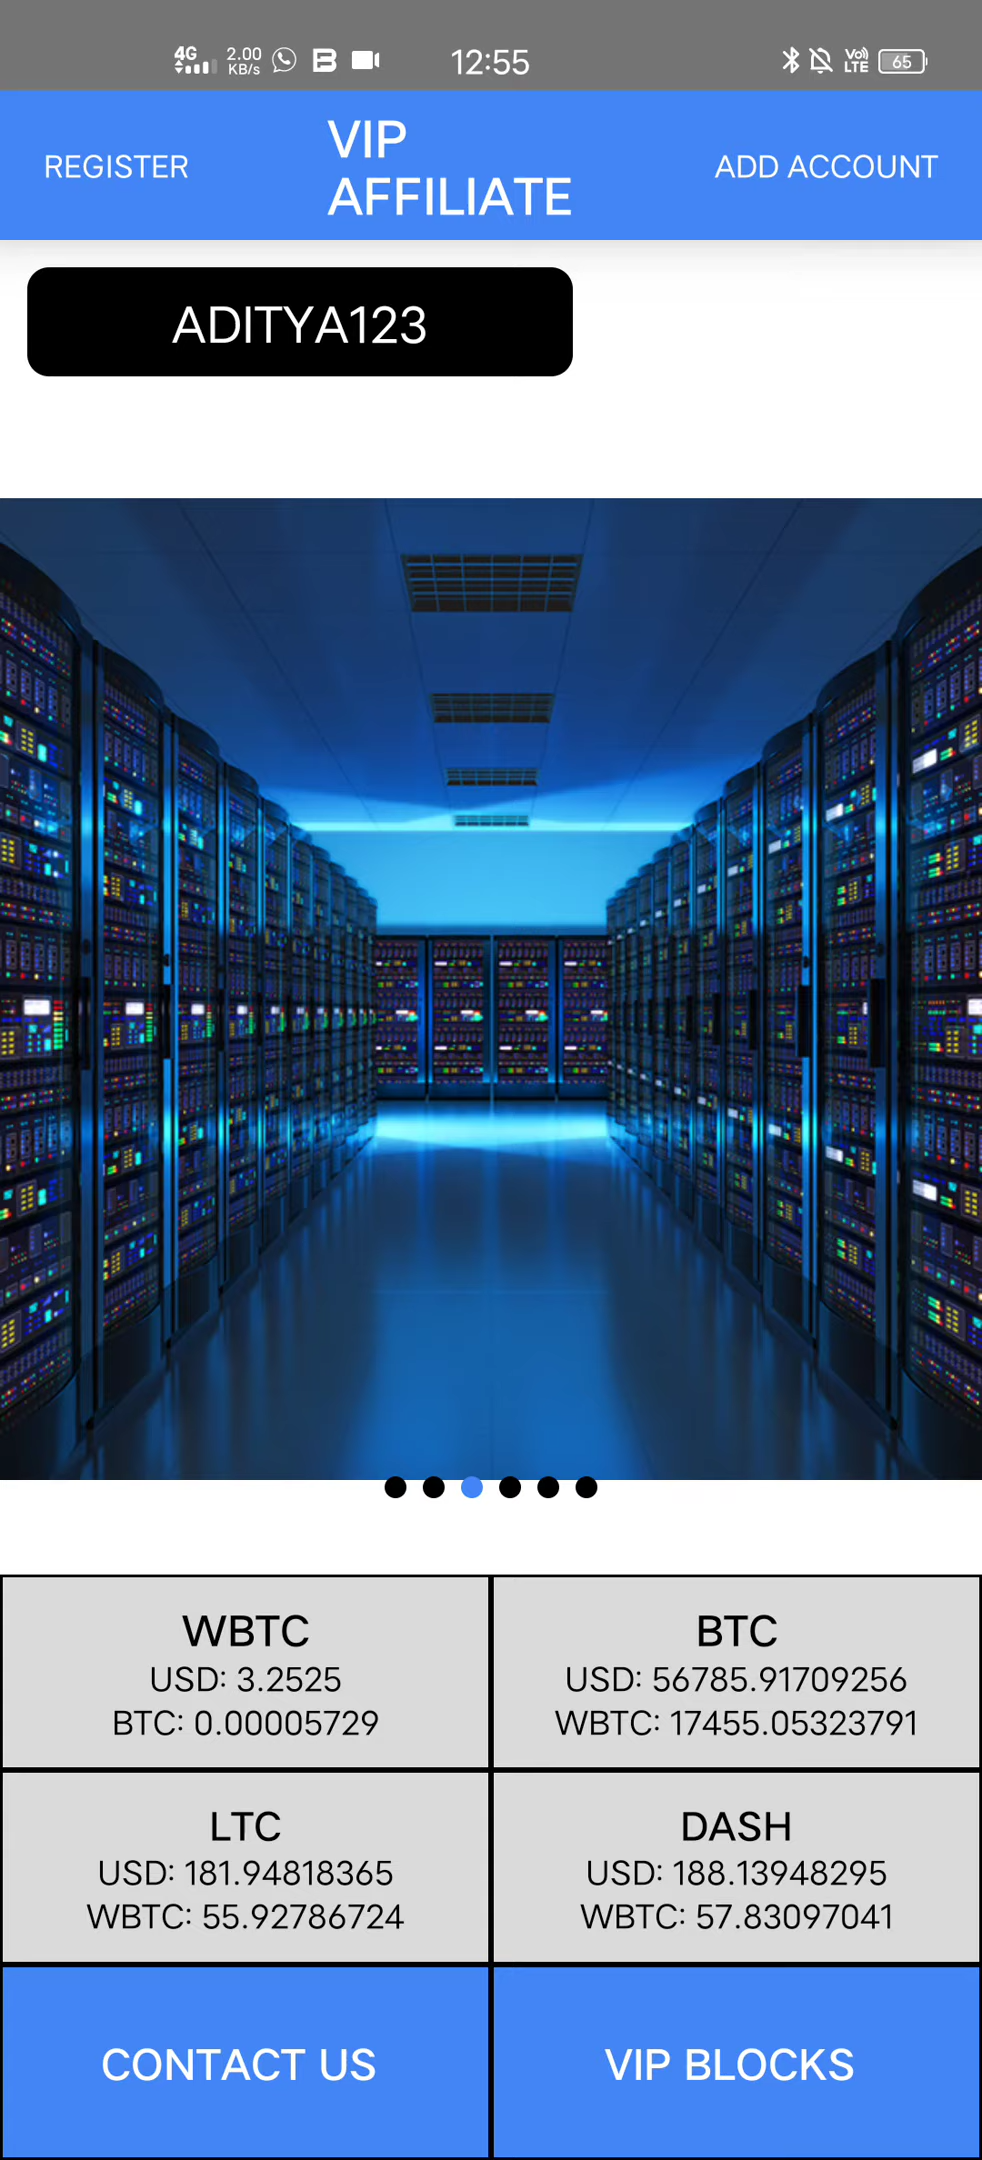 4G
2.00
KB/s
12:55
Vo)
LTE
65
REGISTER
VIP
AFFILIATE
ADD ACCOUNT
ADITYA123
WBTC
USD: 3.2525
BTC: 0.00005729
BTC
USD: 56785.91709256
WBTC: 17455.05323791
LTC
USD: 181.94818365
WBTC: 55.92786724
DASH
USD: 188.13948295
WBTC: 57.83097041
CONTACT US
VIP BLOCKS